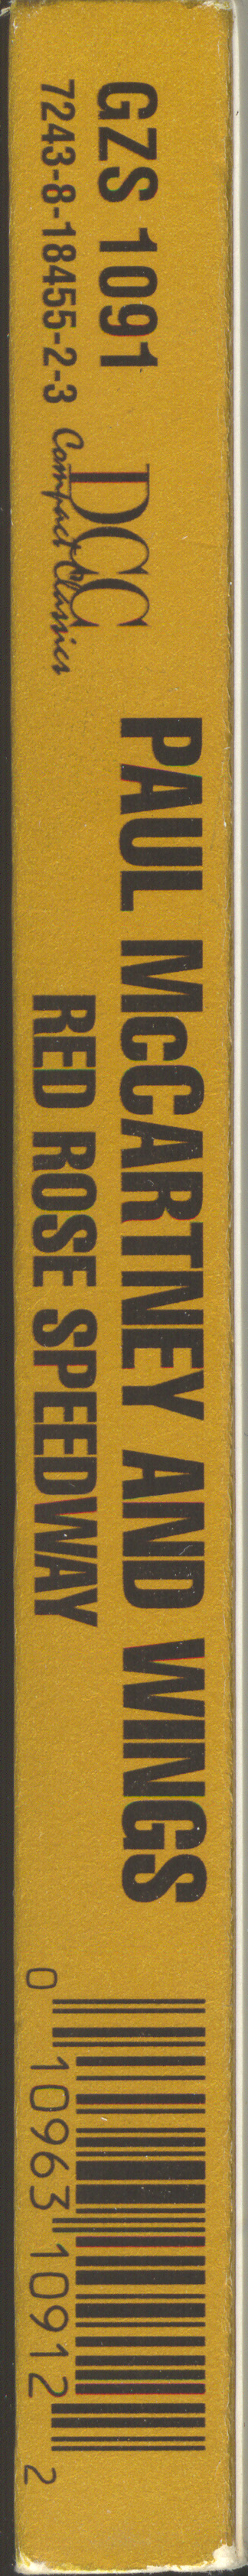 GZS 1091
7243-8-18455-2-3
DCC
Compact Classics
PAUL McCARTNEY AND WINGS
RED ROSE SPEEDWAY
0 10963 10912 2